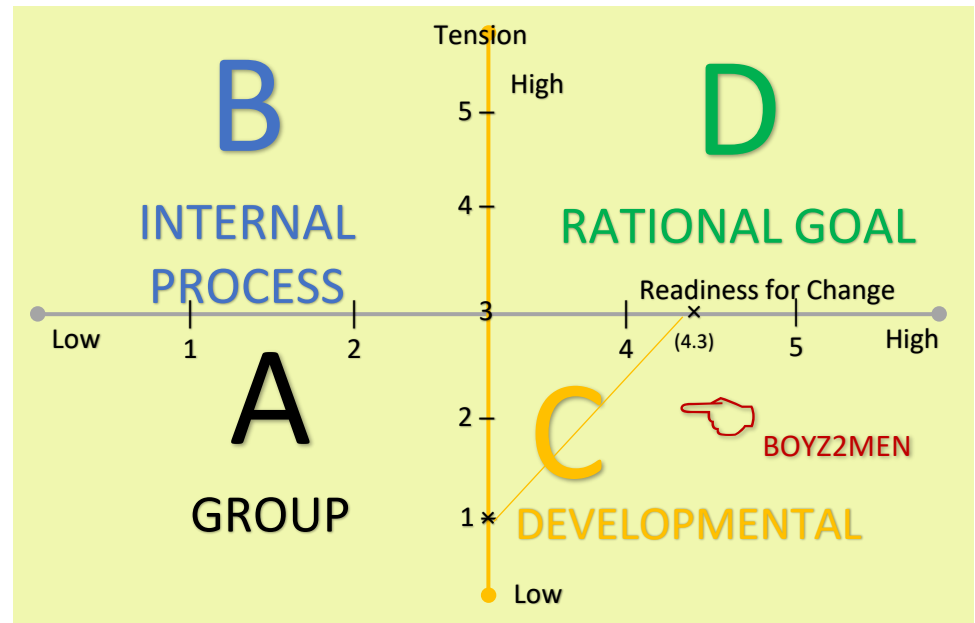 Tension
B
High
D
5
4
INTERNAL
PROCESS
RATIONAL GOAL
Readiness for Change
3
Low
1
2
4
(4.3)
5
High
A
C
2
BOYZ2MEN
GROUP
1
DEVELOPMENTAL
Low